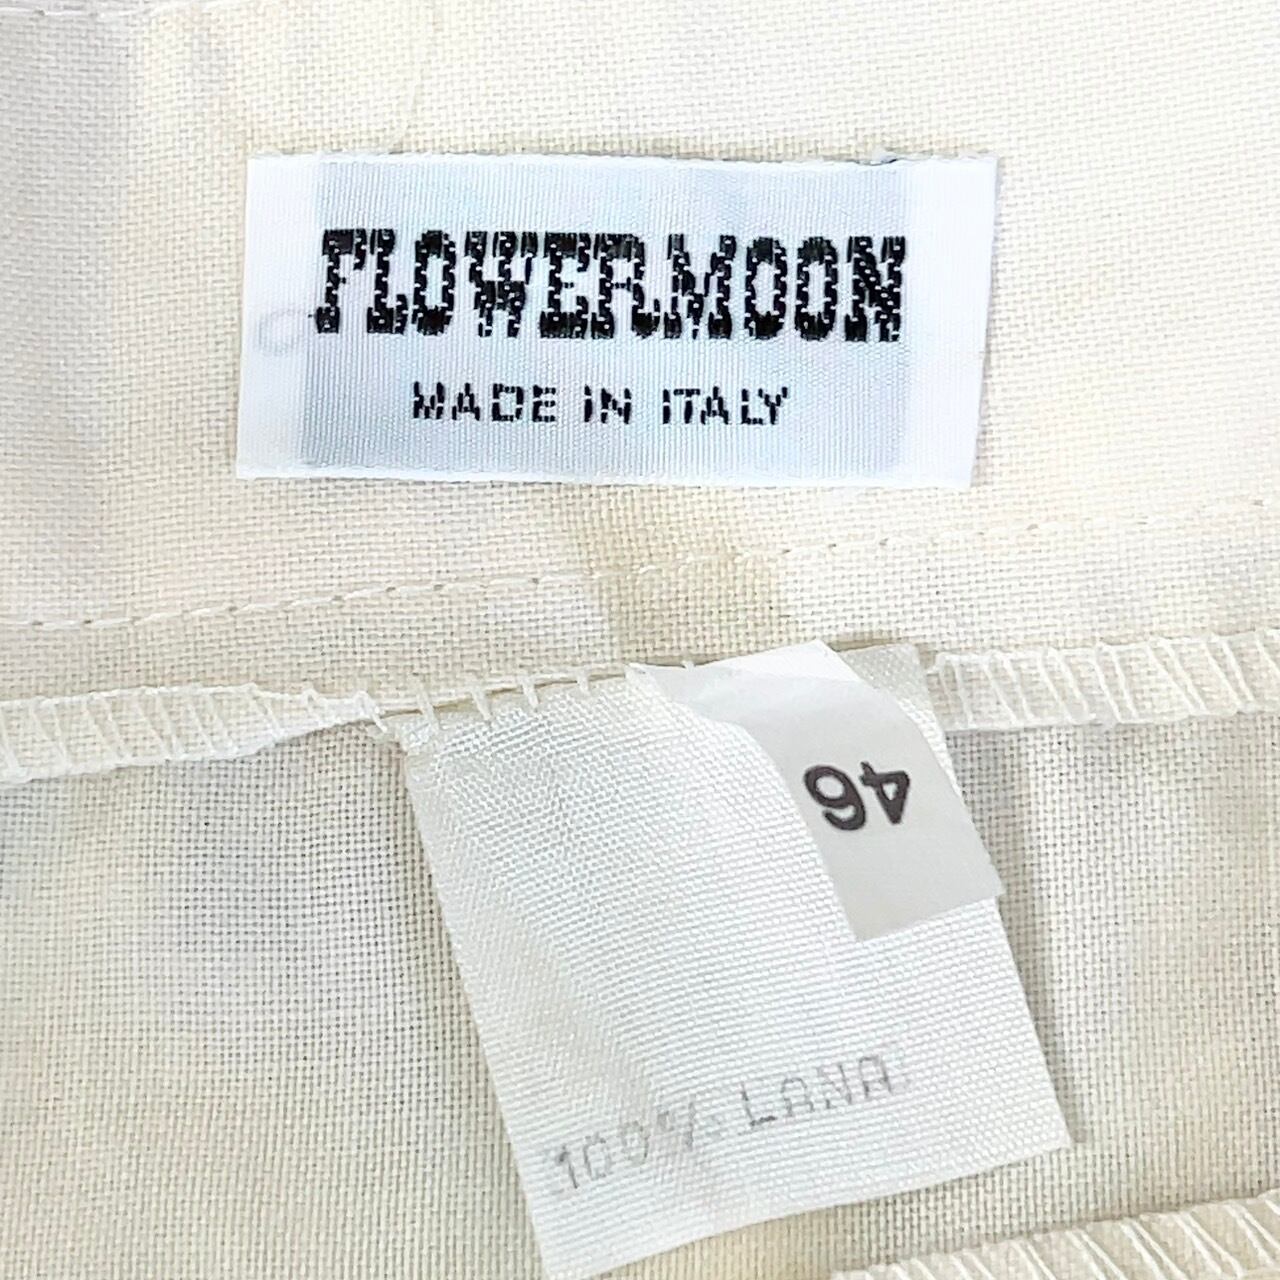 FLOWERMOON
MADE IN ITALY
46
100% LANA